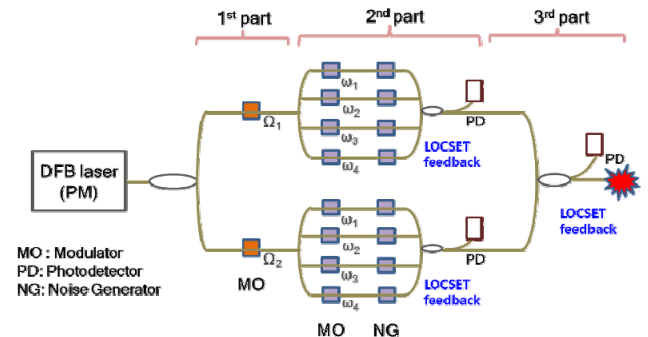 1st part
2nd part
3rd part
DFB laser
(PM)
Ω1
Ω2
MO
ω1
ω2
ω3
ω4
ω1
ω2
ω3
ω4
MO
NG
PD
LOCSET
feedback
PD
LOCSET
feedback
PD
LOCSET
feedback
MO : Modulator
PD: Photodetector
NG: Noise Generator